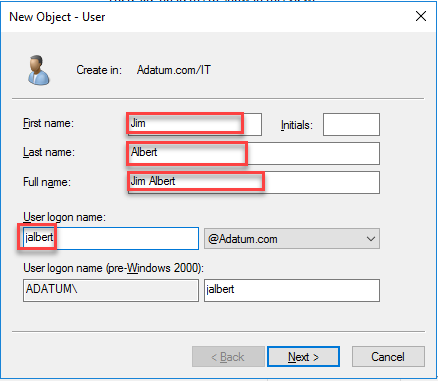 New Object - User
Create in: Adatum.com/IT
First name: Jim Initials:
Last name: Albert
Full name: Jim Albert
User logon name:
jalbert @Adatum.com
User logon name (pre-Windows 2000):
ADATUM\ jalbert
< Back Next > Cancel